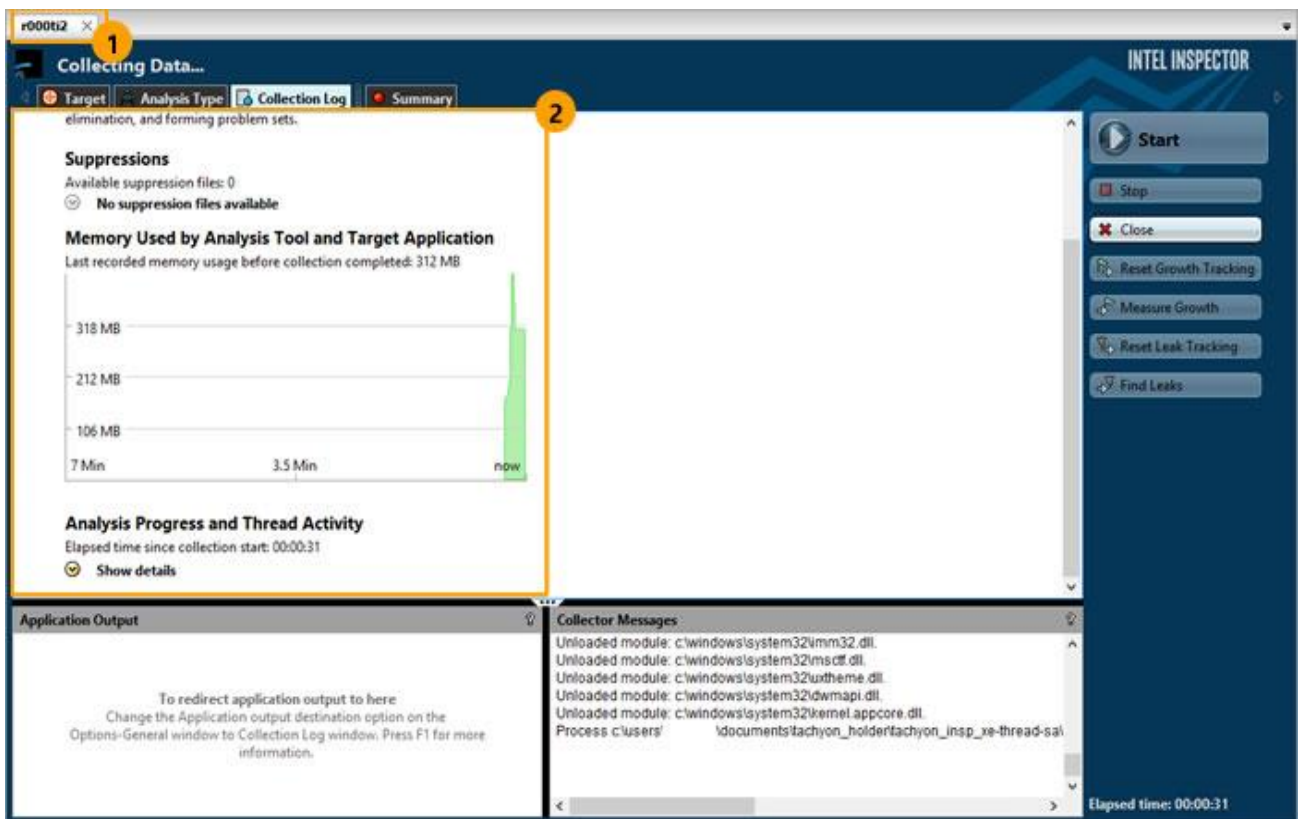 r000ti2
1
Collecting Data...
INTEL INSPECTOR
Target
Analysis Type
Collection Log
Summary
2
elimination, and forming problem sets.
Suppressions
Available suppression files: 0
No suppression files available
Memory Used by Analysis Tool and Target Application
Last recorded memory usage before collection completed: 312 MB
318 MB
212 MB
106 MB
7 Min
3.5 Min
now
Analysis Progress and Thread Activity
Elapsed time since collection start: 00:00:31
Show details
Start
Stop
Close
Reset Growth Tracking
Measure Growth
Reset Leak Tracking
Find Leaks
Application Output
To redirect application output to here
Change the Application output destination option on the
Options-General window to Collection Log window. Press F1 for more
information.
Collector Messages
Unloaded module: c:\windows\system32\imm32.dll.
Unloaded module: c:\windows\system32\msctf.dll.
Unloaded module: c:\windows\system32\uxtheme.dll.
Unloaded module: c:\windows\system32\dwmapi.dll.
Unloaded module: c:\windows\system32\kernel.appcore.dll.
Process c:\users\ \documents\tachyon_holder\tachyon_insp_xe-thread-sa\
Elapsed time: 00:00:31